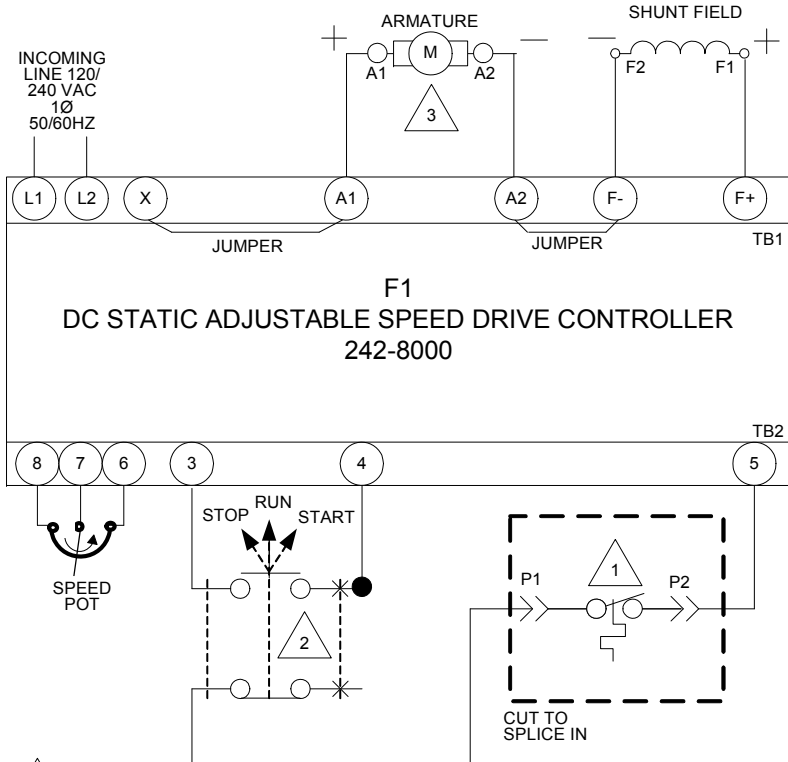 ARMATURE
SHUNT FIELD
+
M
—
—
+
A1
A2
F2
F1
INCOMING
LINE 120/
240 VAC
1Ø
50/60HZ
3
L1
L2
X
A1
A2
F-
F+
JUMPER
JUMPER
TB1
F1
DC STATIC ADJUSTABLE SPEED DRIVE CONTROLLER
242-8000
TB2
8
7
6
3
4
5
STOP
RUN
START
SPEED
POT
P1
1
P2
2
CUT TO
SPLICE IN